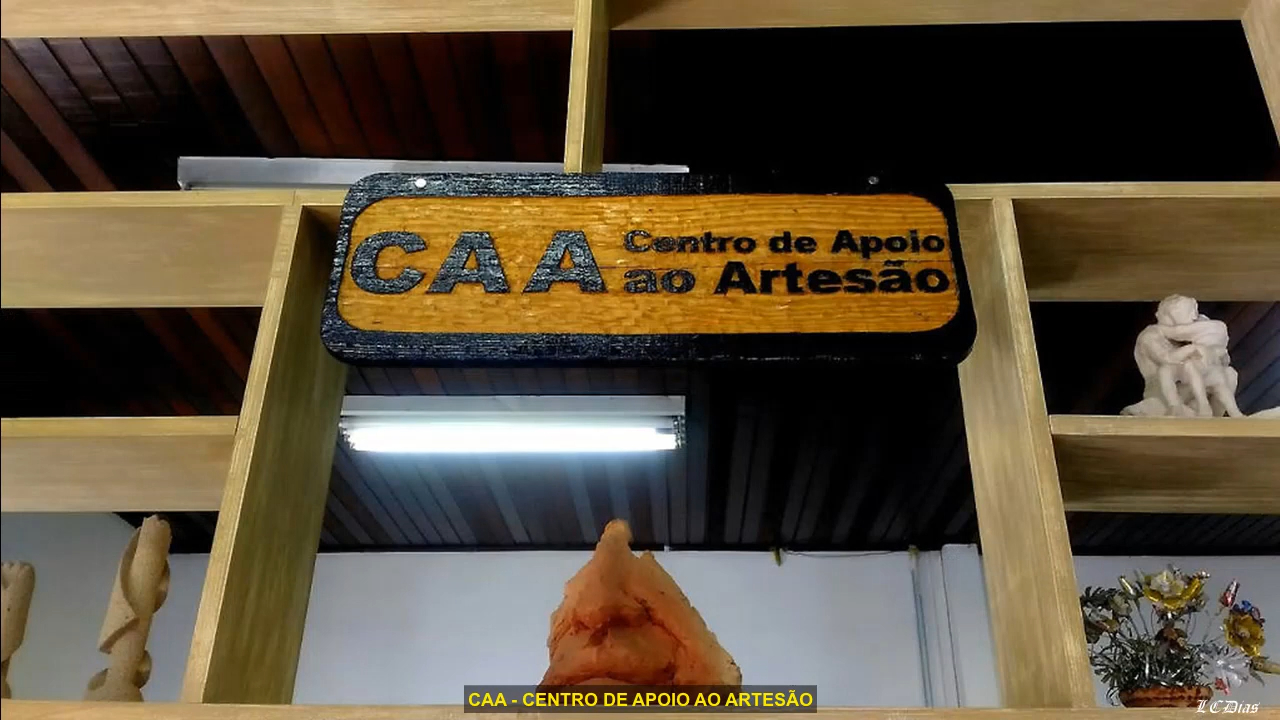 CAA Centro de Apoio
ao Artesão
CAA - CENTRO DE APOIO AO ARTESÃO
LCDias